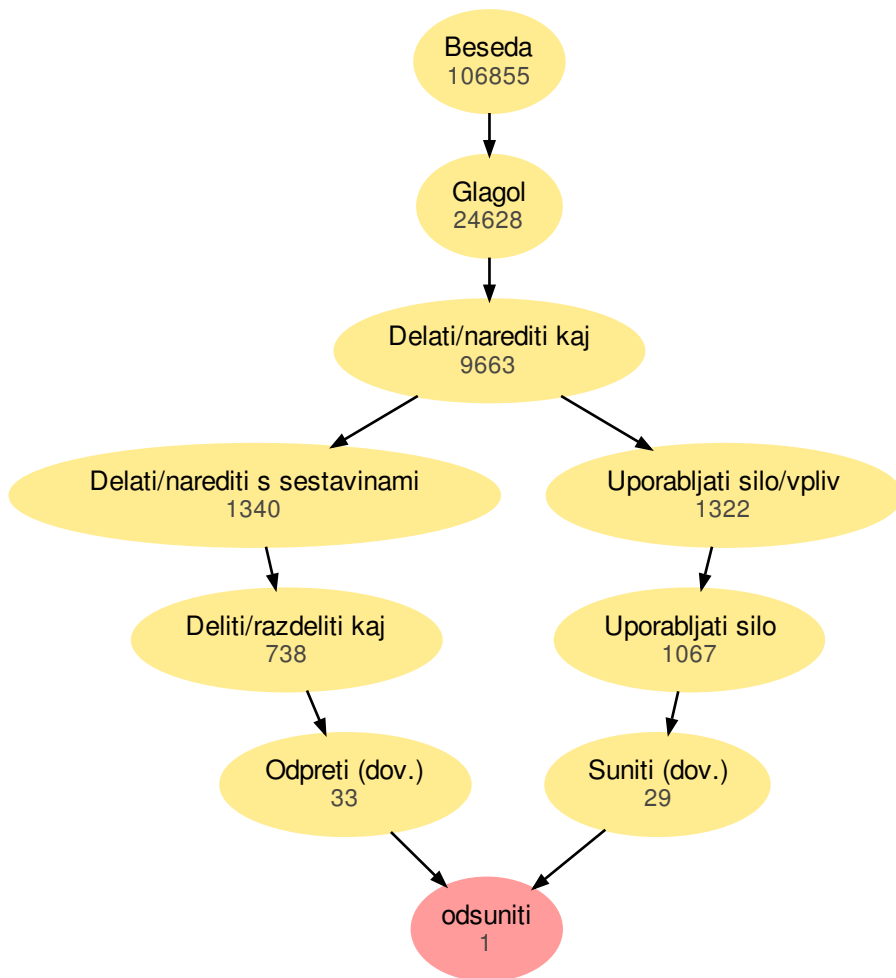 Beseda
106855
Glagol
24628
Delati/narediti kaj
9663
Delati/narediti s sestavinami
1340
Uporabljati silo/vpliv
1322
Deliti/razdeliti kaj
738
Uporabljati silo
1067
Odpreti (dov.)
33
Suniti (dov.)
29
odsuniti
1